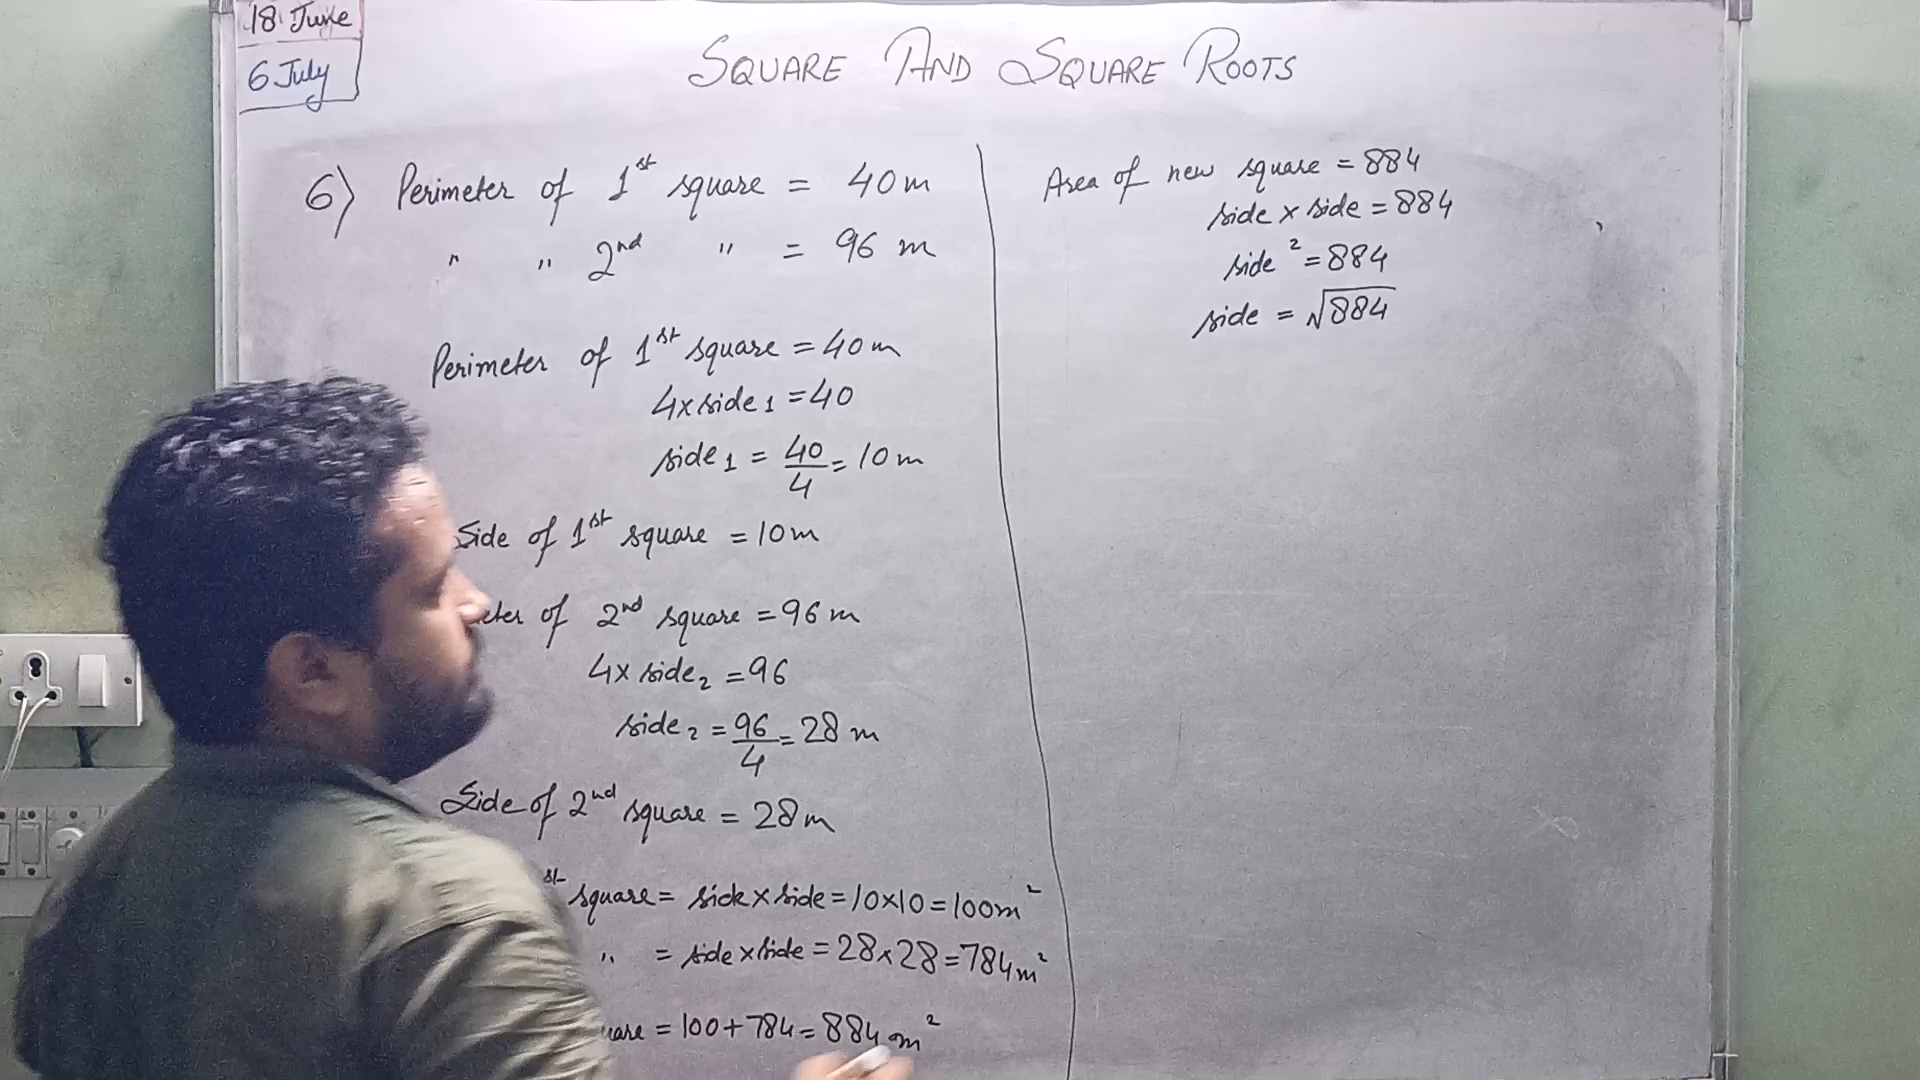 18 June
6 July
SQUARE AND SQUARE ROOTS
6) Perimeter of 1st square = 40 m
" " 2nd " = 96 m
Perimeter of 1st square = 40 m
4 x side₁ = 40
side₁ = 40/4 = 10 m
Side of 1st square = 10 m
eter of 2nd square = 96 m
4 x side₂ = 96
side₂ = 96/4 = 28 m
Side of 2nd square = 28 m
st square = side x side = 10 x 10 = 100 m²
" = side x side = 28 x 28 = 784 m²
uare = 100 + 784 = 884 m²
Area of new square = 884
side x side = 884
side² = 884
side = √884